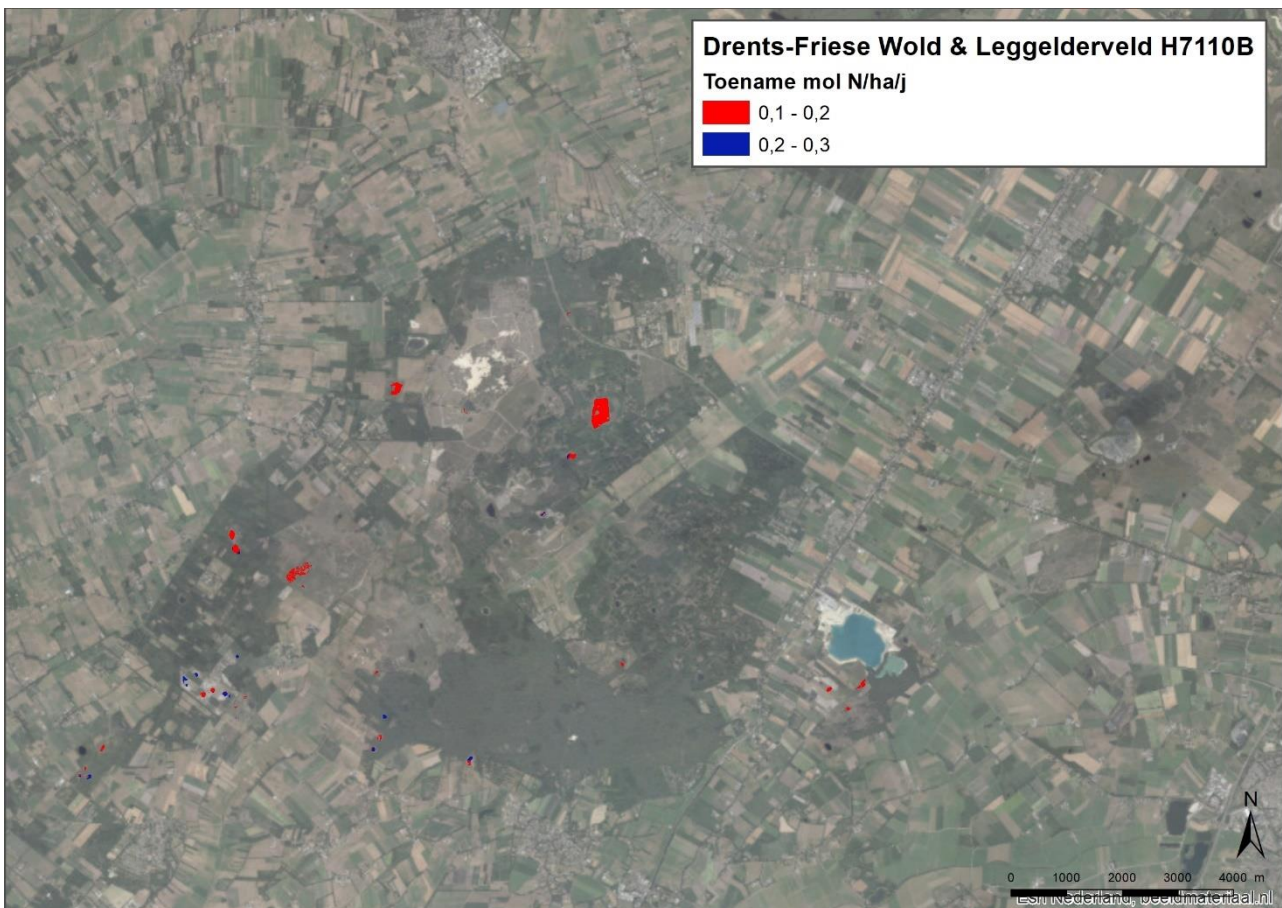 Drents-Friese Wold & Leggelderveld H7110B
Toename mol N/ha/j
0,1 - 0,2
0,2 - 0,3
N
0 1000 2000 3000 4000 m
Esri Nederland, beeldmateriaal.nl